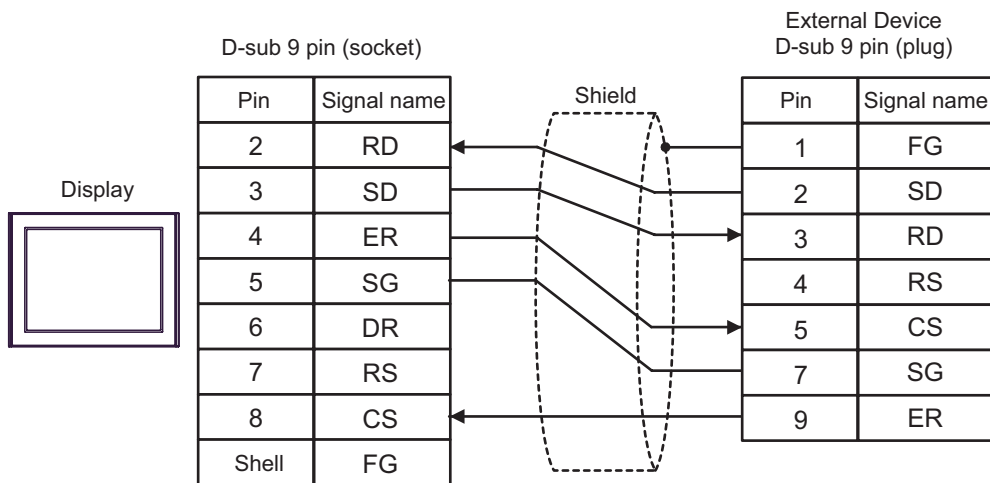 External Device
D-sub 9 pin (socket)
D-sub 9 pin (plug)
Display
Pin Signal name
2 RD
3 SD
4 ER
5 SG
6 DR
7 RS
8 CS
Shell FG
Shield
Pin Signal name
1 FG
2 SD
3 RD
4 RS
5 CS
7 SG
9 ER